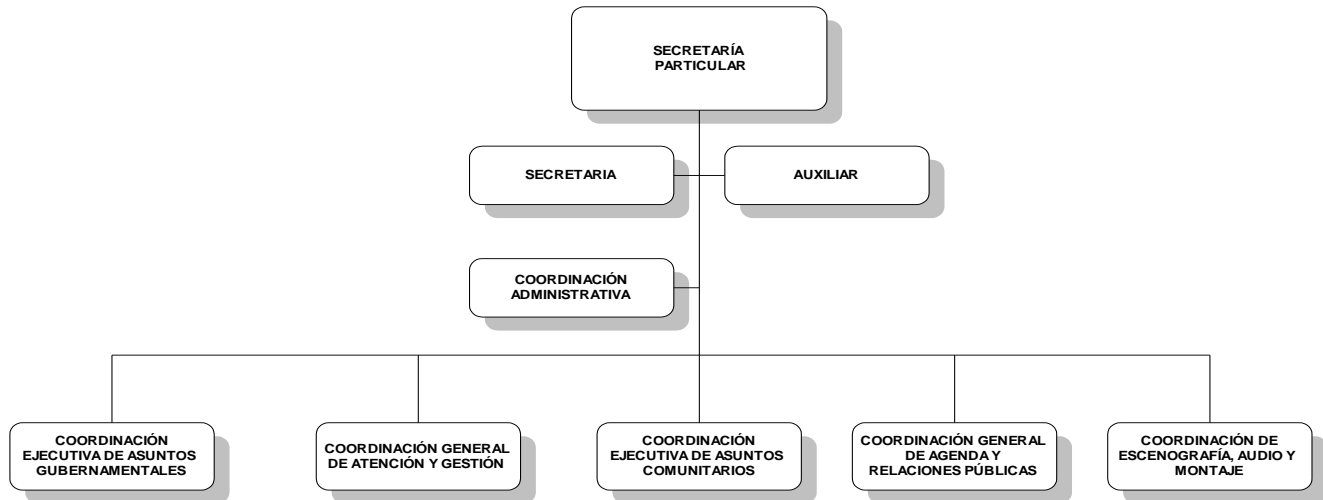 SECRETARÍA
PARTICULAR
SECRETARIA
AUXILIAR
COORDINACIÓN
ADMINISTRATIVA
COORDINACIÓN
EJECUTIVA DE ASUNTOS
GUBERNAMENTALES
COORDINACIÓN GENERAL
DE ATENCIÓN Y GESTIÓN
COORDINACIÓN
EJECUTIVA DE ASUNTOS
COMUNITARIOS
COORDINACIÓN GENERAL
DE AGENDA Y
RELACIONES PÚBLICAS
COORDINACIÓN DE
ESCENOGRAFÍA, AUDIO Y
MONTAJE